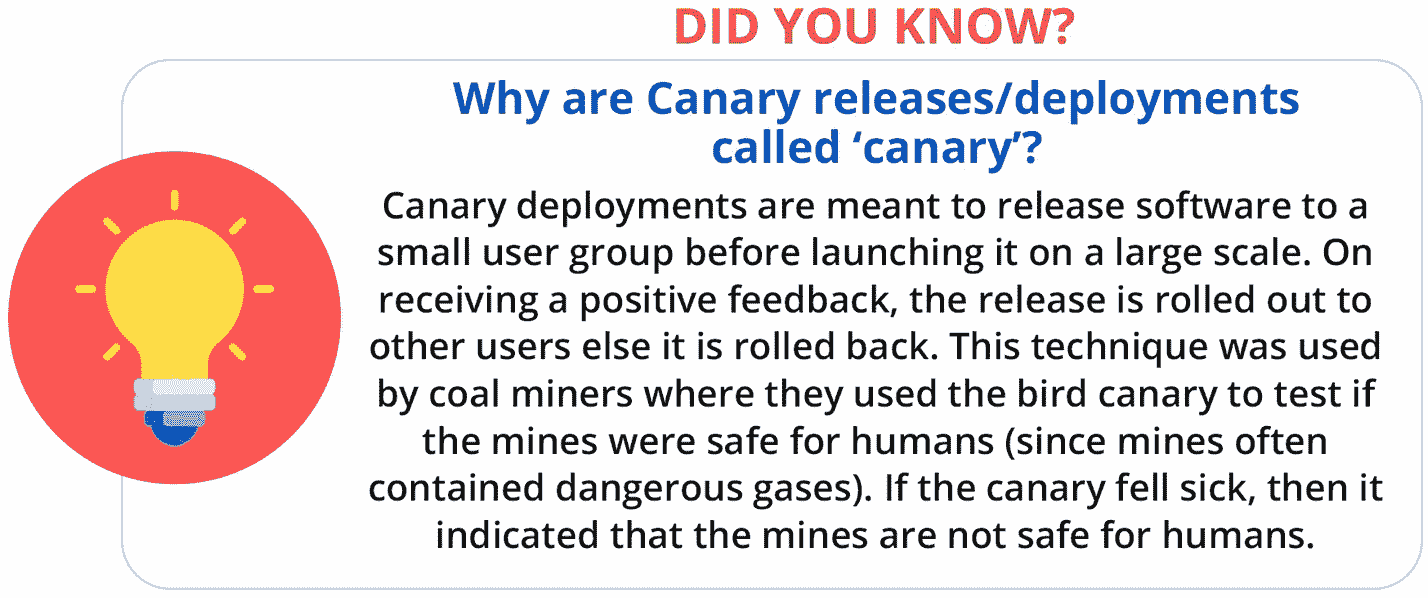 DID YOU KNOW?
Why are Canary releases/deployments
called ‘canary’?
Canary deployments are meant to release software to a
small user group before launching it on a large scale. On
receiving a positive feedback, the release is rolled out to
other users else it is rolled back. This technique was used
by coal miners where they used the bird canary to test if
the mines were safe for humans (since mines often
contained dangerous gases). If the canary fell sick, then it
indicated that the mines are not safe for humans.